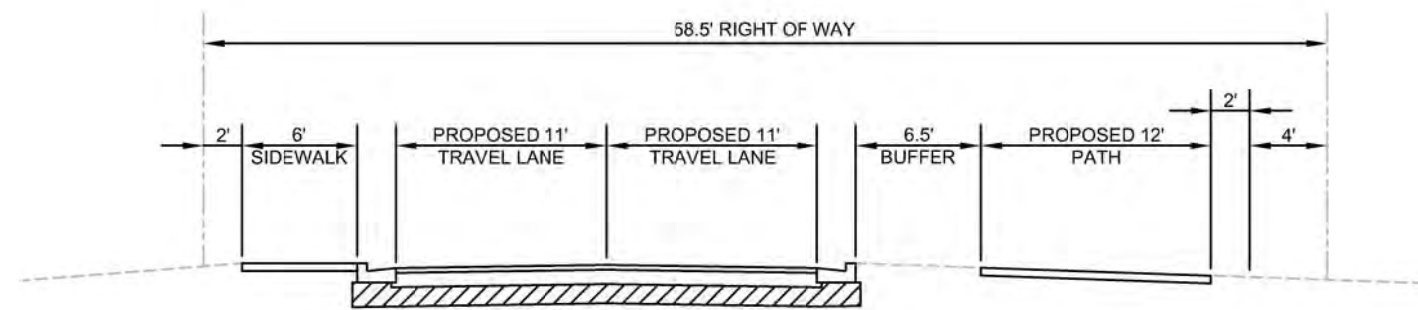 58.5' RIGHT OF WAY
2'
2' 6' PROPOSED 11' PROPOSED 11' 6.5' PROPOSED 12' 4'
SIDEWALK TRAVEL LANE TRAVEL LANE BUFFER PATH